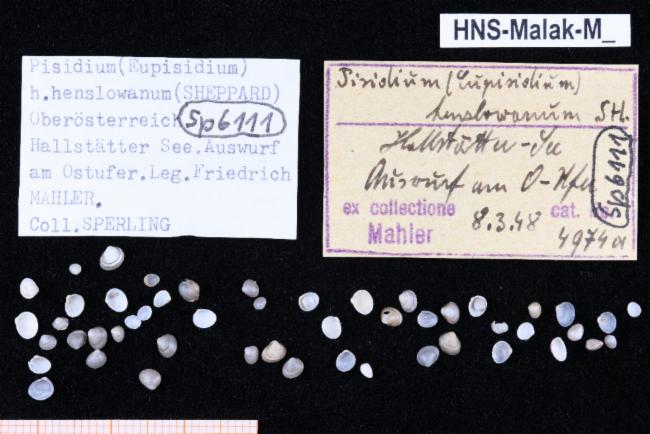 HNS-Malak-M_
Pisidium(Eupisidium)
h.henslowanum(SHEPPARD)
Oberösterreich
Sp6111
Hallstätter See.Auswurf
am Ostufer.Leg.Friedrich
MAHLER.
Coll.SPERLING
Pisidium (Eupisidium)
henslowanum SH.
Hallstätter-See
Auswurf am O-Ufer
Sp6111
ex collectione
Mahler
8.3.48
cat.
4974a